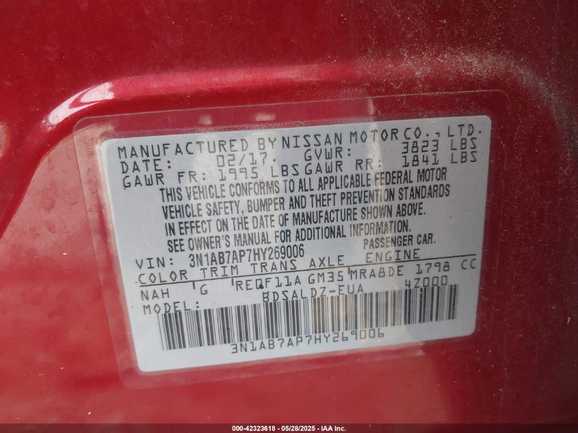 MANUFACTURED BY NISSAN MOTOR CO., LTD.
DATE: 02/17. GVWR: 3823 LBS
GAWR FR: 1995 LBS GAWR RR: 1841 LBS
THIS VEHICLE CONFORMS TO ALL APPLICABLE FEDERAL MOTOR
VEHICLE SAFETY, BUMPER AND THEFT PREVENTION STANDARDS
IN EFFECT ON THE DATE OF MANUFACTURE SHOWN ABOVE.
SEE OWNER'S MANUAL FOR ADDITIONAL INFORMATION.
VIN: 3N1AB7AP7HY269006 PASSENGER CAR.
COLOR TRIM TRANS AXLE ENGINE
NAH G RE0F11A GM35 MRA8DE 1798 CC
MODEL: BDSALDZ-EUA 4Z000
3N1AB7AP7HY269006
000-42323618 - 05/28/2025 - IAA Inc.